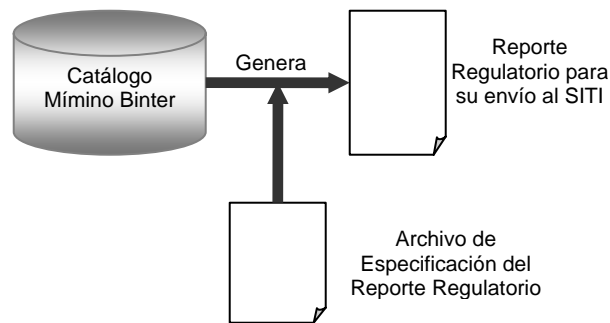 Catálogo
Mímino Binter
Genera
Reporte
Regulatorio para
su envío al SITI
Archivo de
Especificación del
Reporte Regulatorio